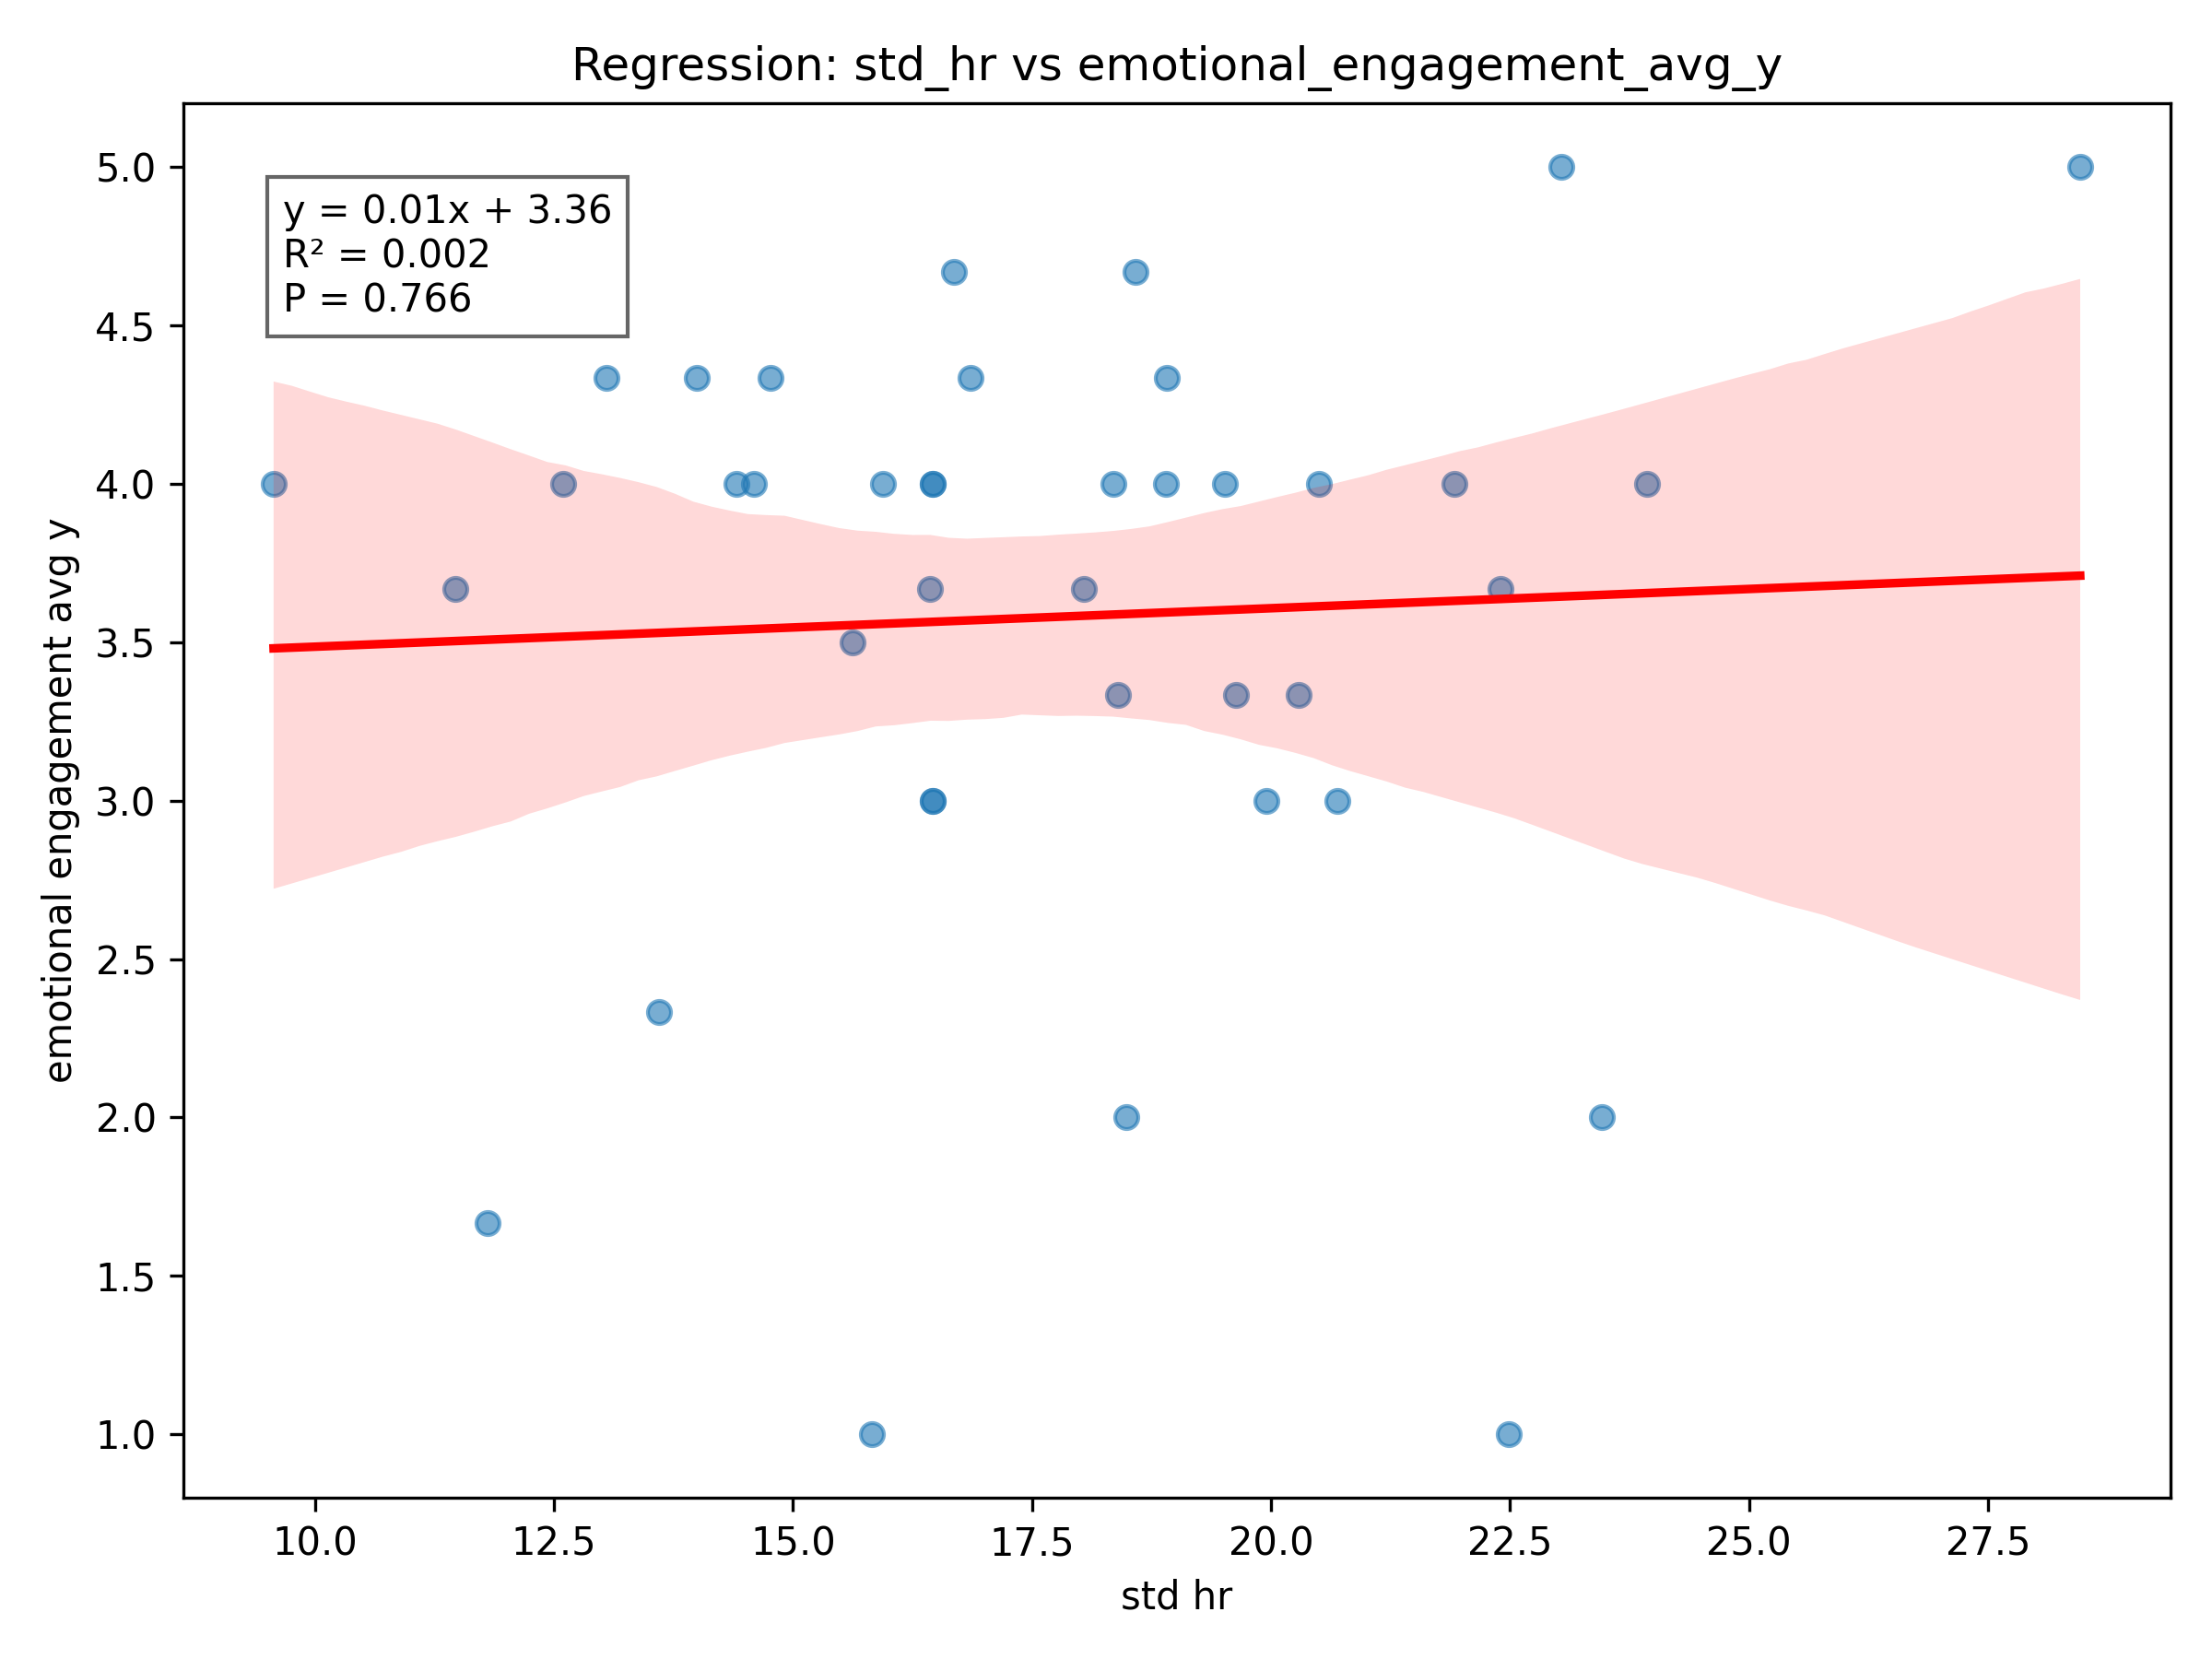 Regression: std_hr vs emotional_engagement_avg_y
y = 0.01x + 3.36
R² = 0.002
P = 0.766
emotional engagement avg y
5.0
4.5
4.0
3.5
3.0
2.5
2.0
1.5
1.0
10.0 12.5 15.0 17.5 20.0 22.5 25.0 27.5
std hr